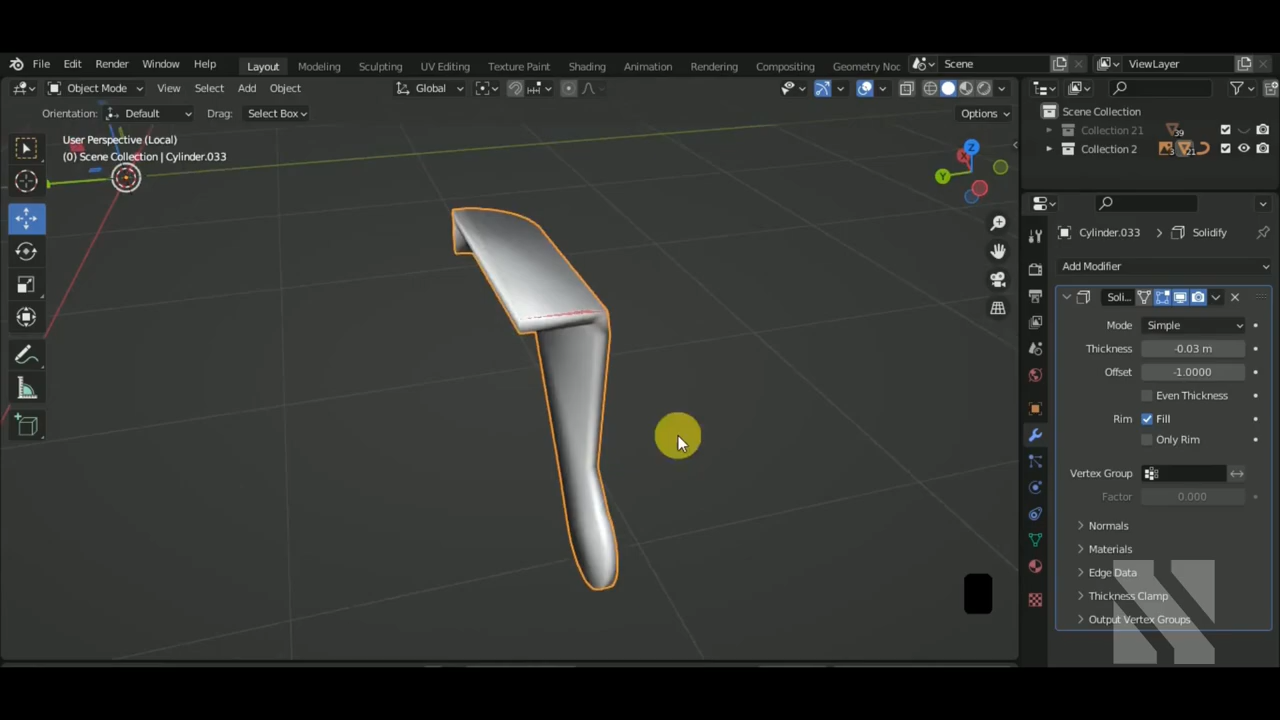 File Edit Render Window Help Layout Modeling Sculpting UV Editing Texture Paint Shading Animation Rendering Compositing Geometry Noc Scene ViewLayer
Object Mode View Select Add Object Global
Orientation: Default Drag: Select Box Options
User Perspective (Local)
(0) Scene Collection | Cylinder.033
Z
X
Y
Scene Collection
Collection 21 39
Collection 2 3 21
Cylinder.033 > Solidify
Add Modifier
Soli...
Mode Simple
Thickness -0.03 m
Offset -1.0000
Even Thickness
Rim Fill
Only Rim
Vertex Group
Factor 0.000
Normals
Materials
Edge Data
Thickness Clamp
Output Vertex Groups